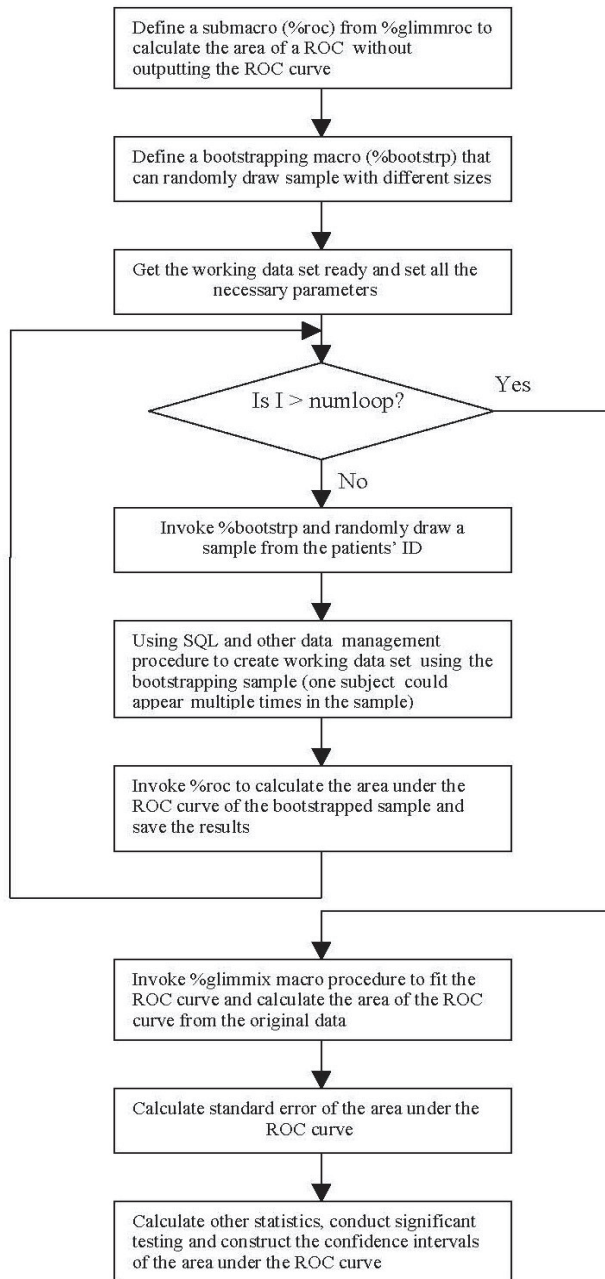 Define a submacro (%roc) from %glimmroc to
calculate the area of a ROC without
outputting the ROC curve
Define a bootstrapping macro (%bootstrp) that
can randomly draw sample with different sizes
Get the working data set ready and set all the
necessary parameters
Is I > numloop?
Yes
No
Invoke %bootstrp and randomly draw a
sample from the patients’ ID
Using SQL and other data management
procedure to create working data set using the
bootstrapping sample (one subject could
appear multiple times in the sample)
Invoke %roc to calculate the area under the
ROC curve of the bootstrapped sample and
save the results
Invoke %glimmix macro procedure to fit the
ROC curve and calculate the area of the ROC
curve from the original data
Calculate standard error of the area under the
ROC curve
Calculate other statistics, conduct significant
testing and construct the confidence intervals
of the area under the ROC curve